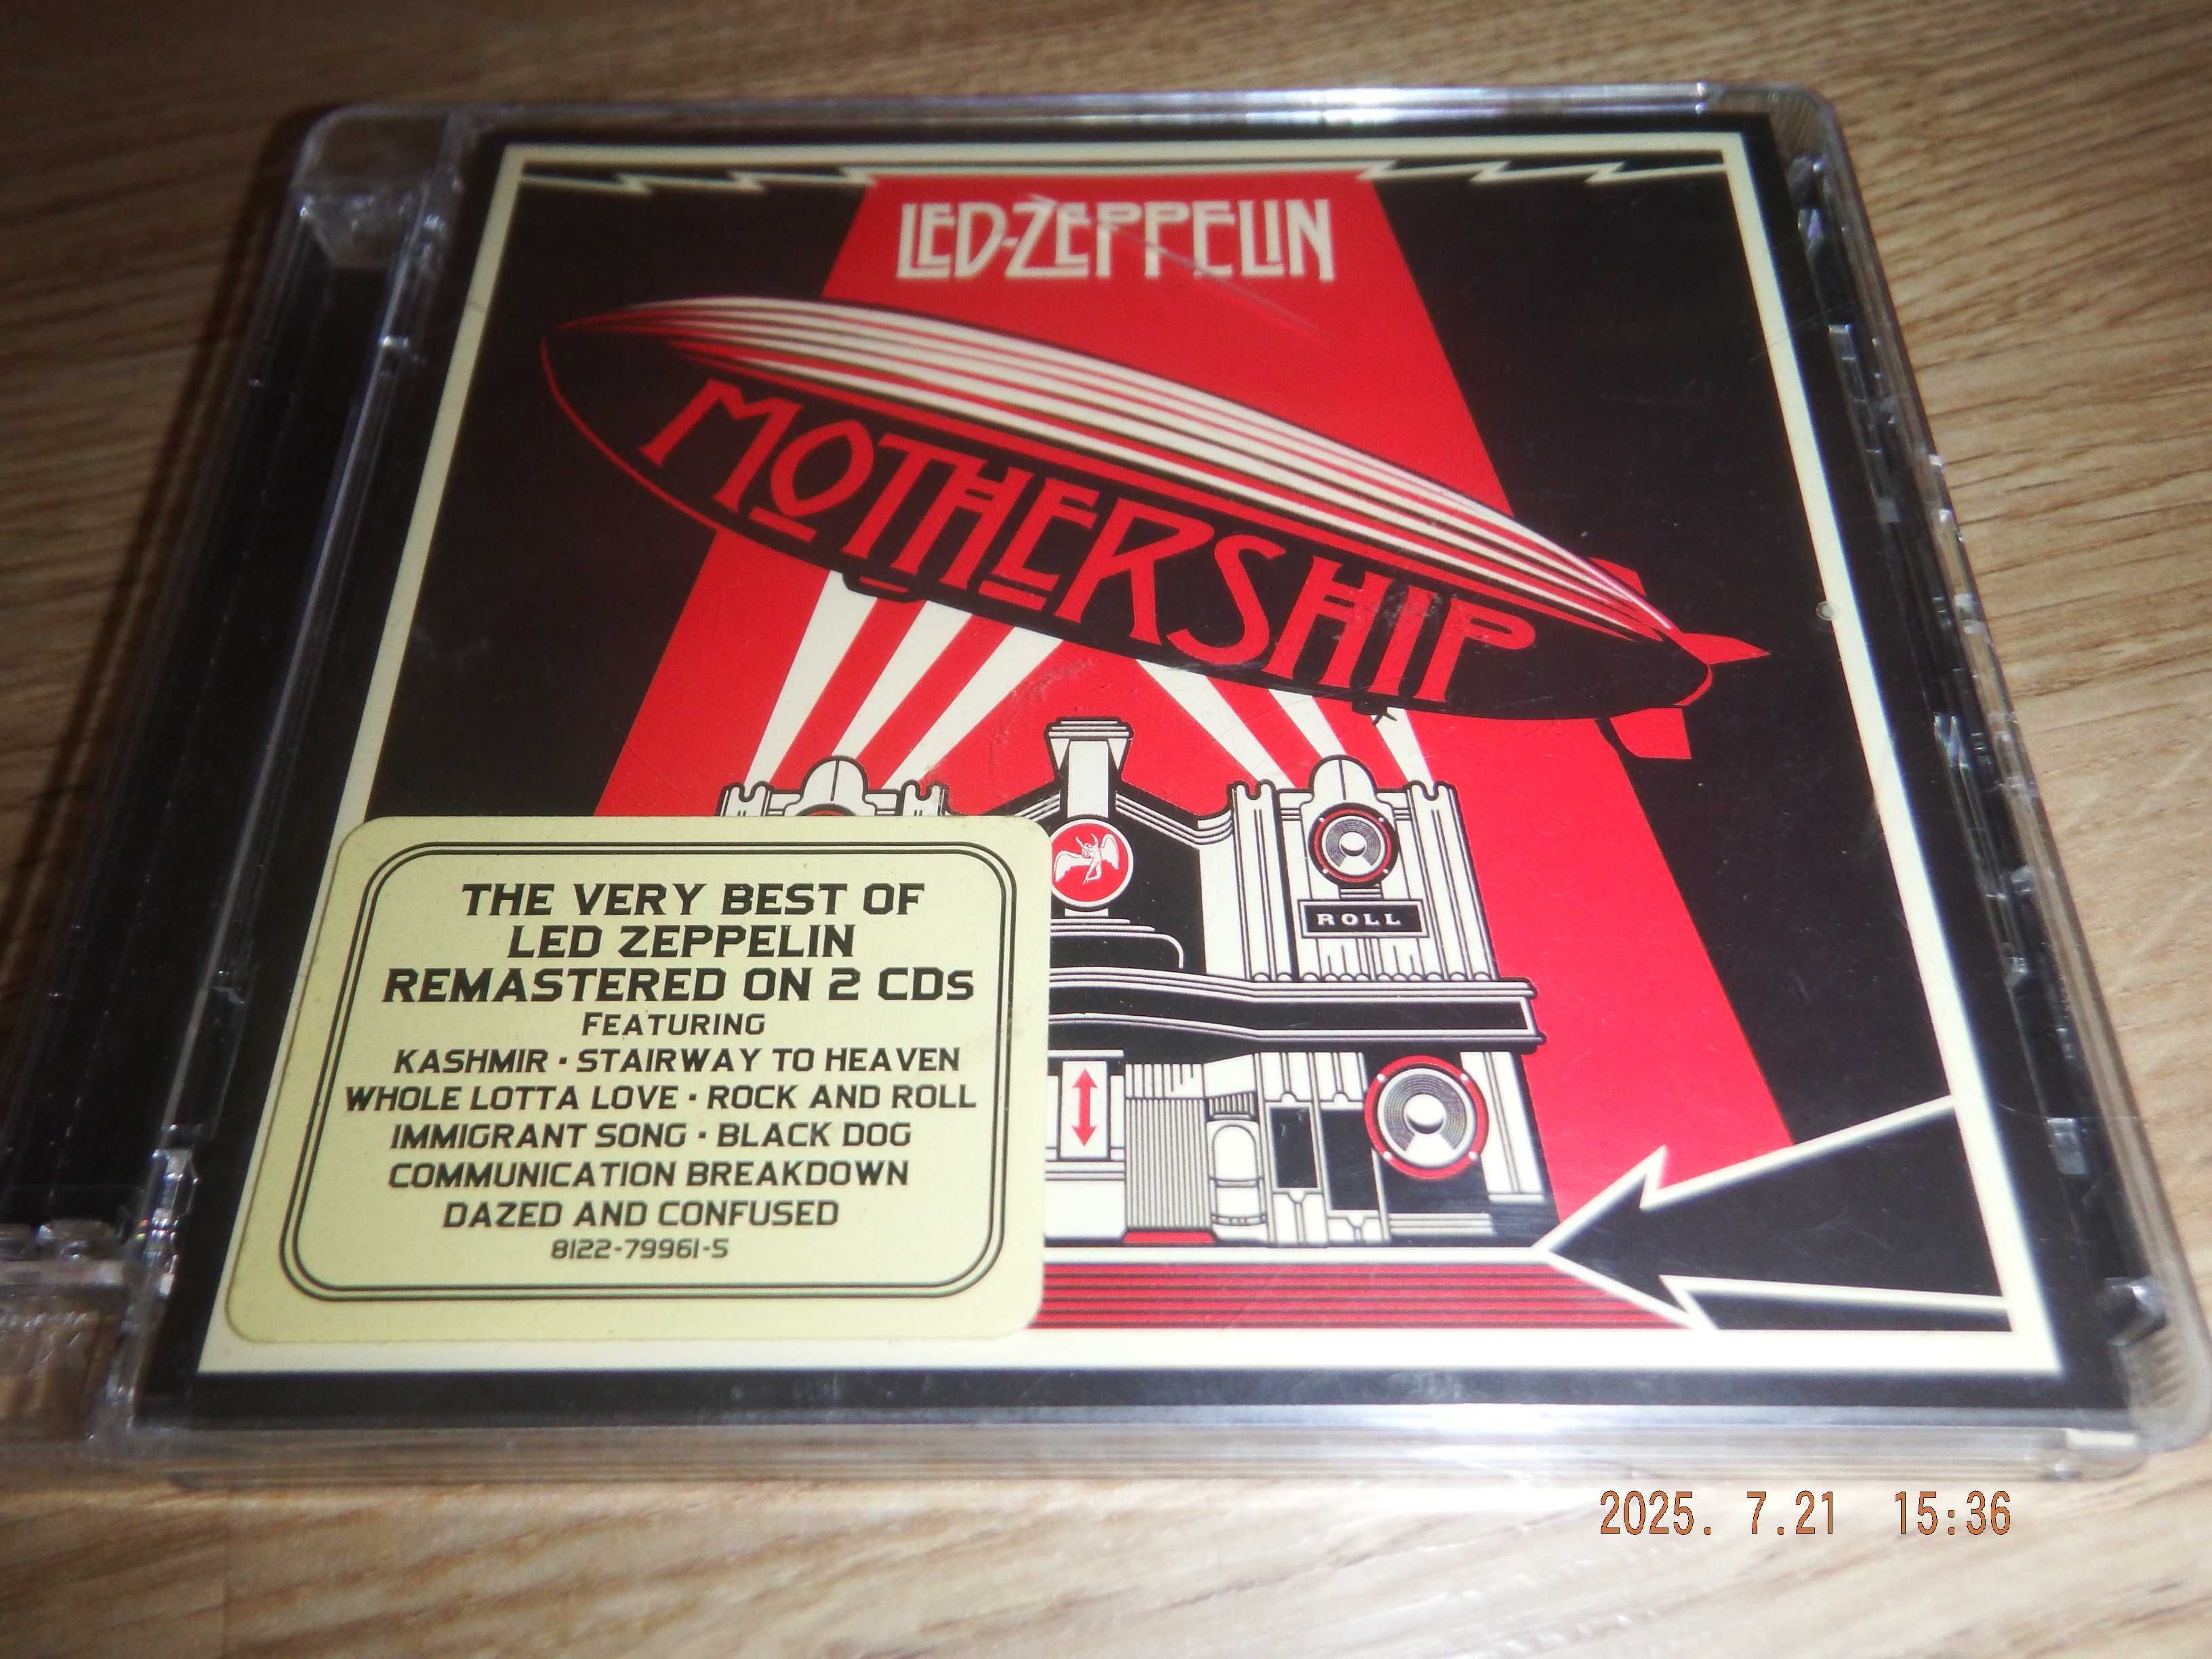 LED-ZEPPELIN
MOTHERSHIP
ROLL
THE VERY BEST OF
LED ZEPPELIN
REMASTERED ON 2 CDs
FEATURING
KASHMIR · STAIRWAY TO HEAVEN
WHOLE LOTTA LOVE · ROCK AND ROLL
IMMIGRANT SONG · BLACK DOG
COMMUNICATION BREAKDOWN
DAZED AND CONFUSED
8122-79961-5
2025. 7.21 15:36